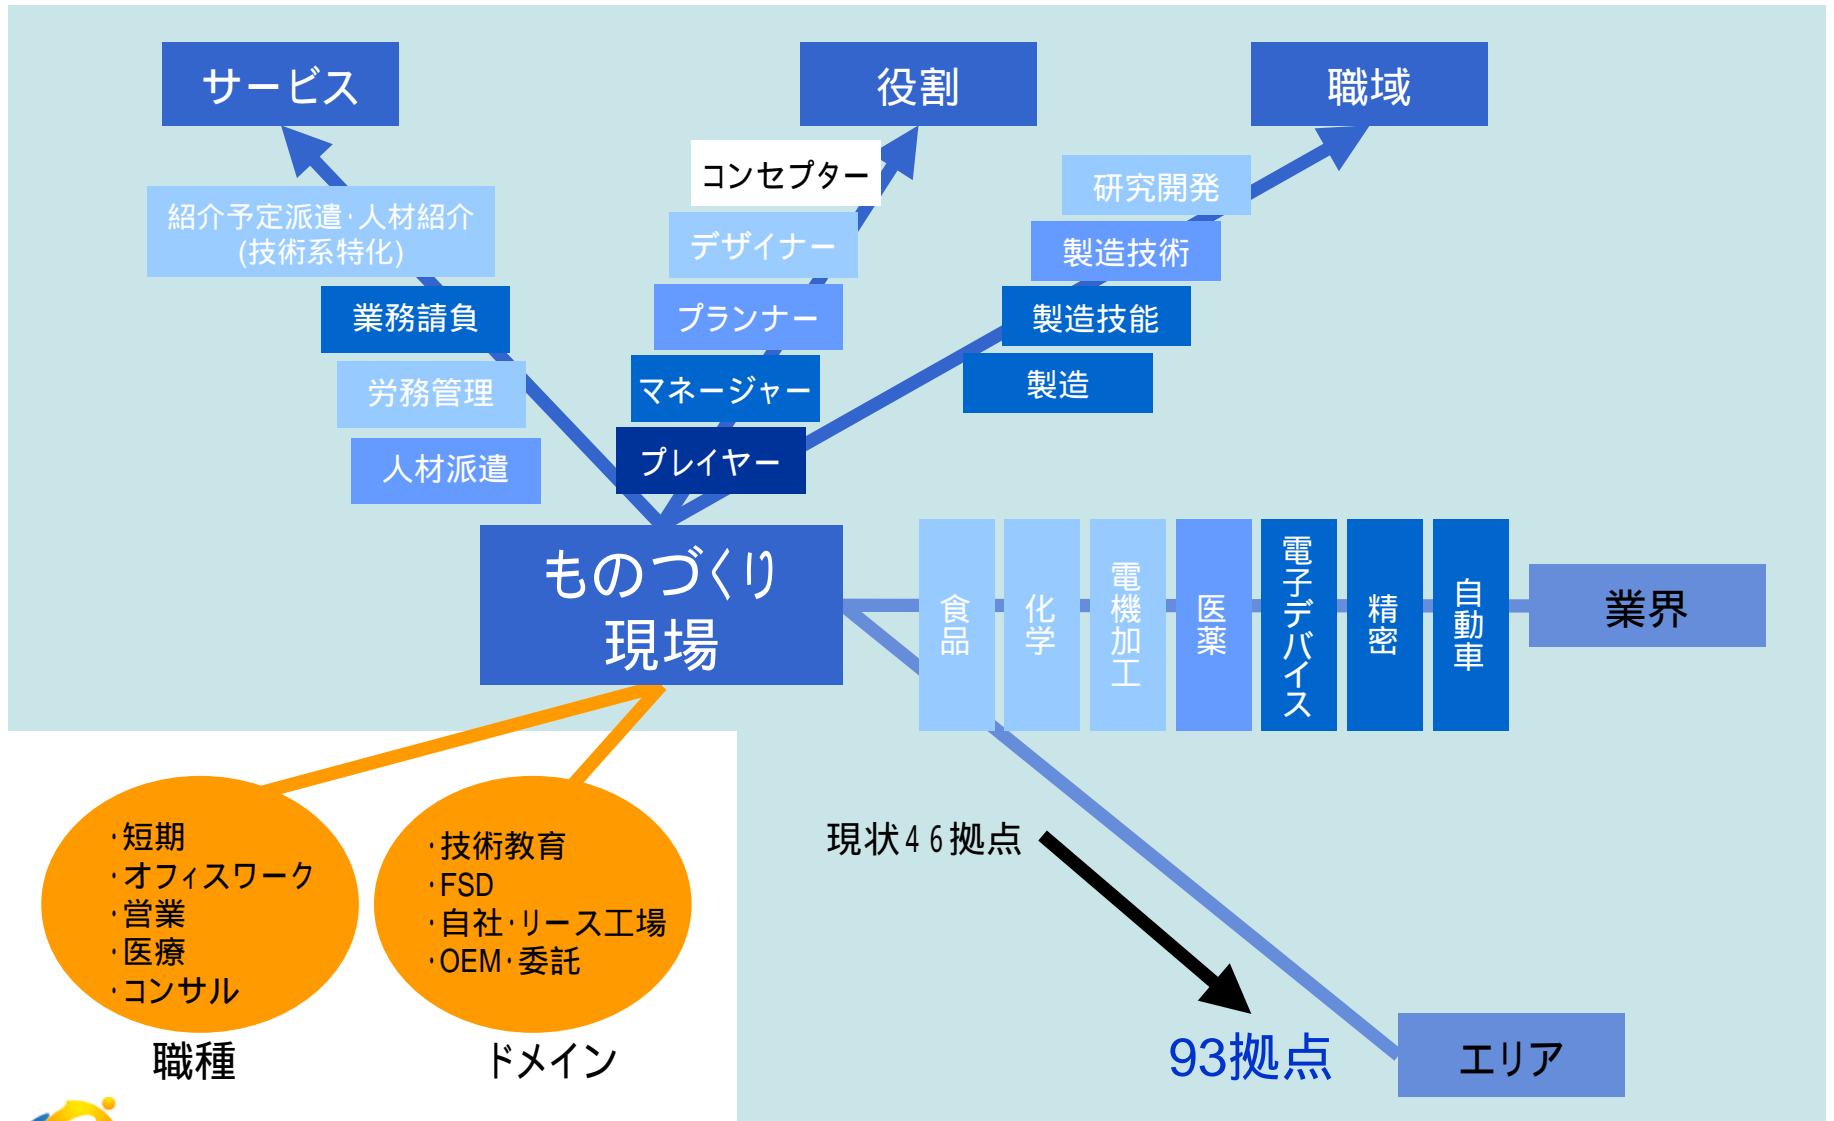 サービス
役割
職域
コンセプター
研究開発
紹介予定派遣・人材紹介
(技術系特化)
デザイナー
製造技術
業務請負
プランナー
製造技能
労務管理
マネージャー
製造
人材派遣
プレイヤー
ものづくり
現場
食品
化学
電機加工
医薬
電子デバイス
精密
自動車
業界
・短期
・オフィスワーク
・営業
・医療
・コンサル
職種
・技術教育
・FSD
・自社・リース工場
・OEM・委託
ドメイン
現状46拠点
93拠点
エリア